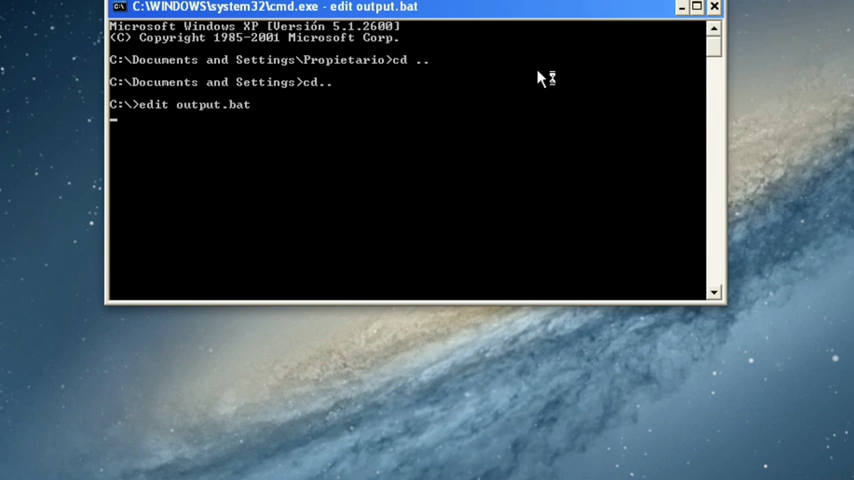 C:\WINDOWS\system32\cmd.exe - edit output.bat
Microsoft Windows XP [Versión 5.1.2600]
(C) Copyright 1985-2001 Microsoft Corp.
C:\Documents and Settings\Propietario>cd ..
C:\Documents and Settings>cd..
C:\>edit output.bat